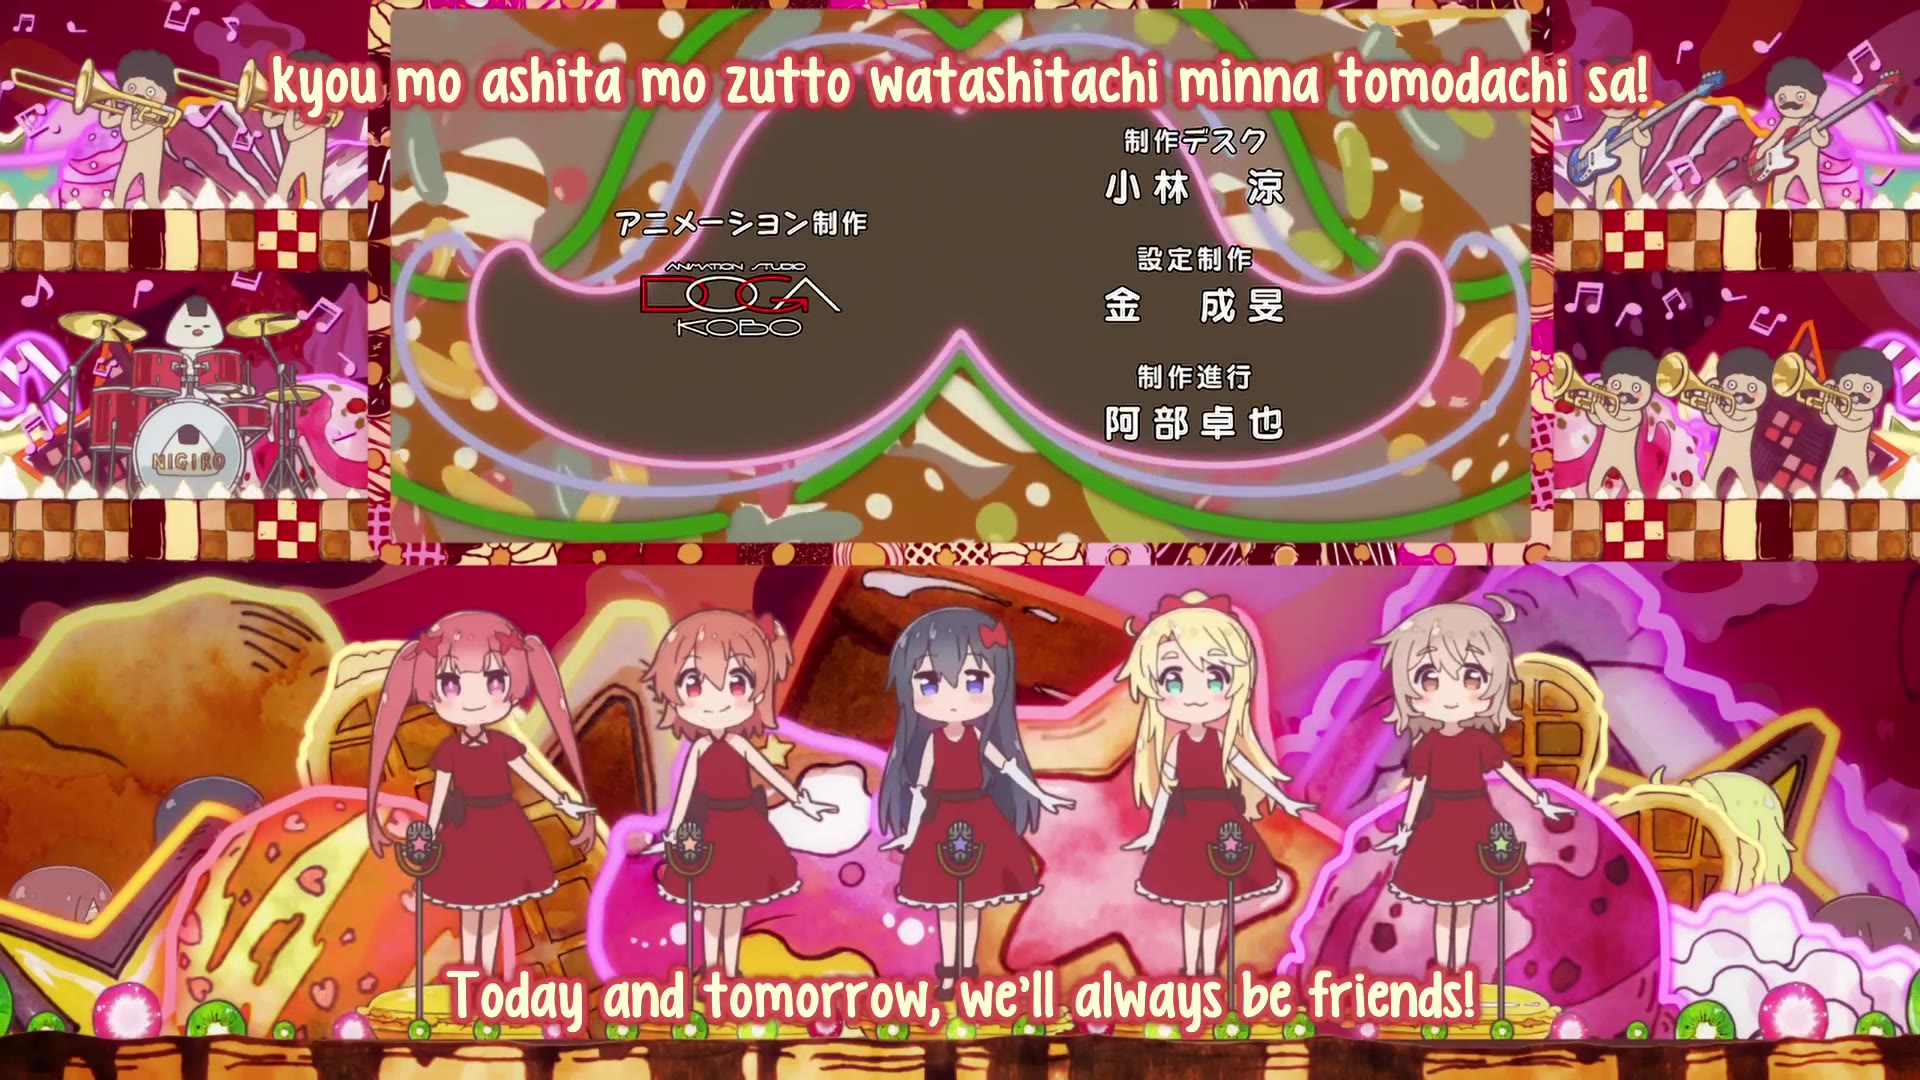 kyou mo ashita mo zutto watashitachi minna tomodachi sa!
アニメーション制作
ANIMATION STUDIO
DOGA
KOBO
制作デスク
小林 涼
設定制作
金 成旻
制作進行
阿部卓也
NIGIRO
Today and tomorrow, we'll always be friends!